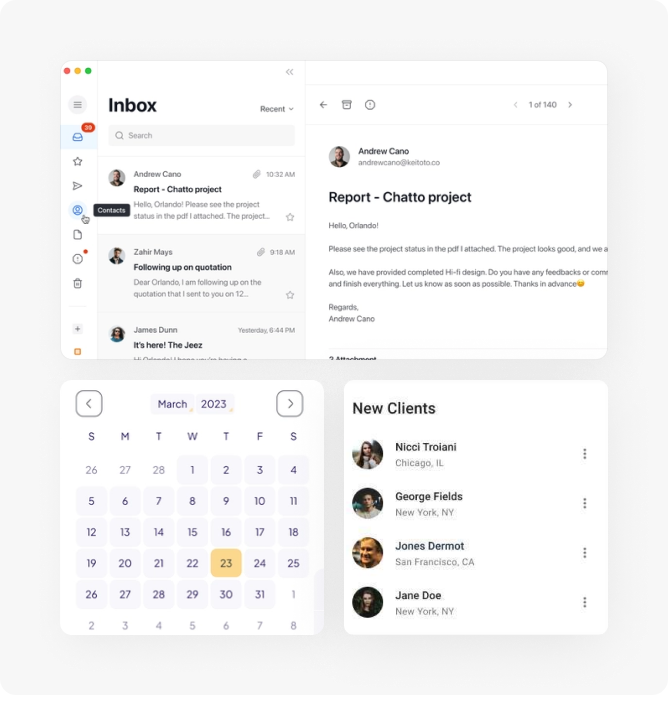 Inbox
Recent
Search
39
Contacts
Andrew Cano
10:32 AM
Report - Chatto project
Hello, Orlando! Please see the project
status in the pdf I attached. The project...
Zahir Mays
9:18 AM
Following up on quotation
Dear Orlando, I am following up on the
quotation that I sent to you on 12...
James Dunn
Yesterday, 6:44 PM
It's here! The Jeez
1 of 140
Andrew Cano
andrewcano@keitoto.co
Report - Chatto project
Hello, Orlando!
Please see the project status in the pdf I attached. The project looks good, and we a
Also, we have provided completed Hi-fi design. Do you have any feedbacks or com
and finish everything. Let us know as soon as possible. Thanks in advance😊
Regards,
Andrew Cano
2 Attachment
March 2023
S M T W T F S
26 27 28 1 2 3 4
5 6 7 8 9 10 11
12 13 14 15 16 17 18
19 20 21 22 23 24 25
26 27 28 29 30 31 1
2 3 4 5 6 7 8
New Clients
Nicci Troiani
Chicago, IL
George Fields
New York, NY
Jones Dermot
San Francisco, CA
Jane Doe
New York, NY